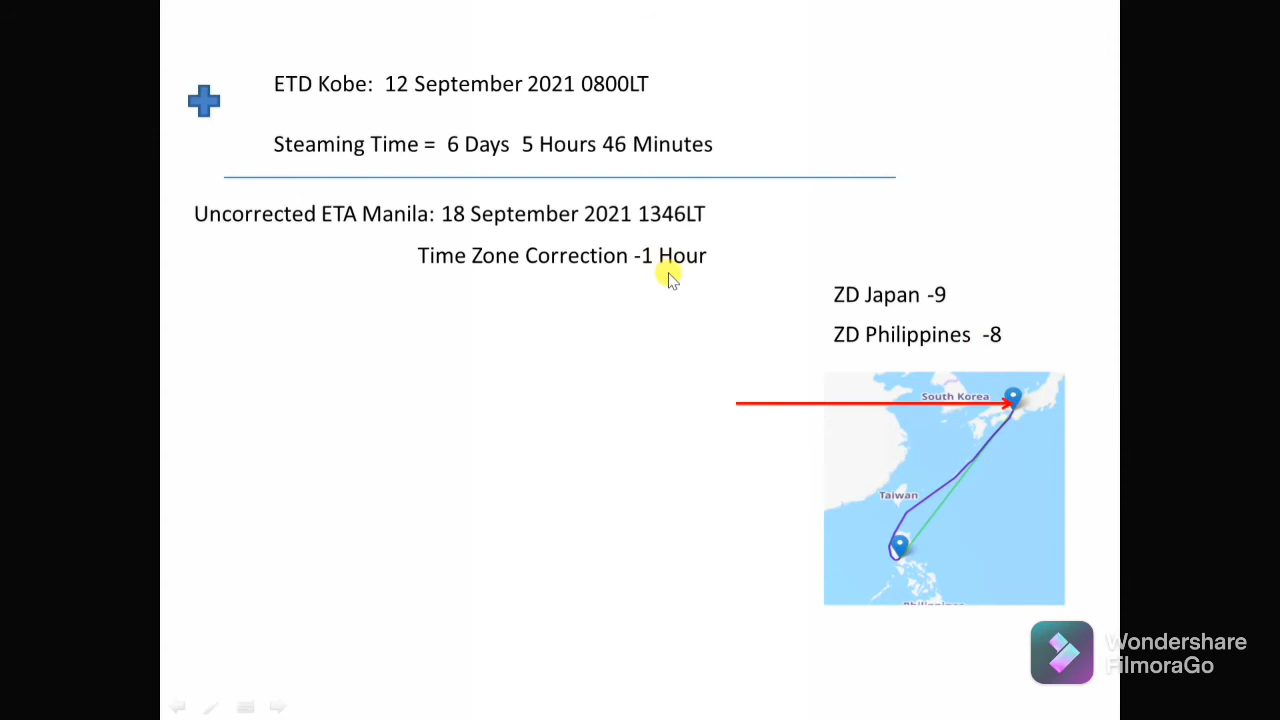 ETD Kobe: 12 September 2021 0800LT
Steaming Time = 6 Days 5 Hours 46 Minutes
Uncorrected ETA Manila: 18 September 2021 1346LT
Time Zone Correction -1 Hour
ZD Japan -9
ZD Philippines -8
South Korea
Taiwan
Philippines
Wondershare
FilmoraGo